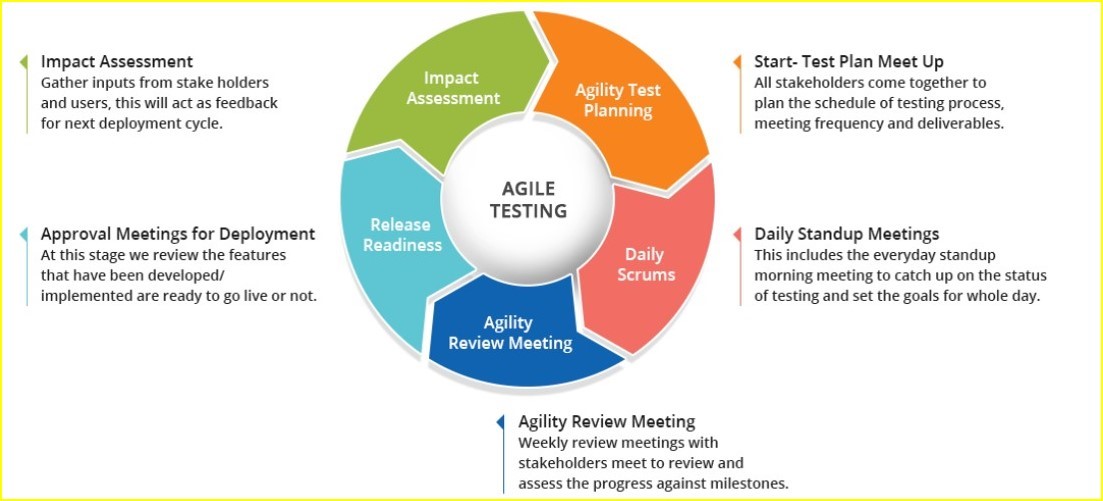 Impact Assessment
Gather inputs from stake holders
and users, this will act as feedback
for next deployment cycle.
Approval Meetings for Deployment
At this stage we review the features
that have been developed/
implemented are ready to go live or not.
Impact
Assessment
Agility Test
Planning
AGILE
TESTING
Release
Readiness
Daily
Scrums
Agility
Review Meeting
Start- Test Plan Meet Up
All stakeholders come together to
plan the schedule of testing process,
meeting frequency and deliverables.
Daily Standup Meetings
This includes the everyday standup
morning meeting to catch up on the status
of testing and set the goals for whole day.
Agility Review Meeting
Weekly review meetings with
stakeholders meet to review and
assess the progress against milestones.